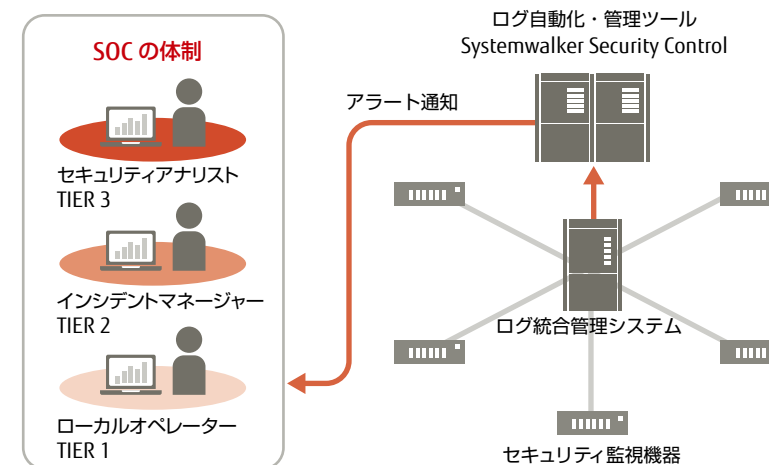 SOC の体制
セキュリティアナリスト
TIER 3
インシデントマネージャー
TIER 2
ローカルオペレーター
TIER 1
アラート通知
ログ自動化・管理ツール
Systemwalker Security Control
ログ統合管理システム
セキュリティ監視機器